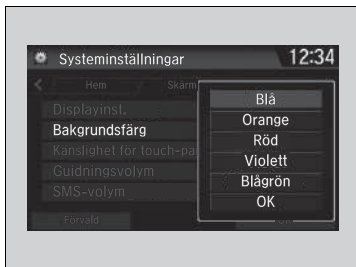 Systeminställningar 12:34
Hem Skärm
Displayinst.
Bakgrundsfärg
Känslighet för touch-pa
Guidningsvolym
SMS-volym
Förvald
Blå
Orange
Röd
Violett
Blågrön
OK